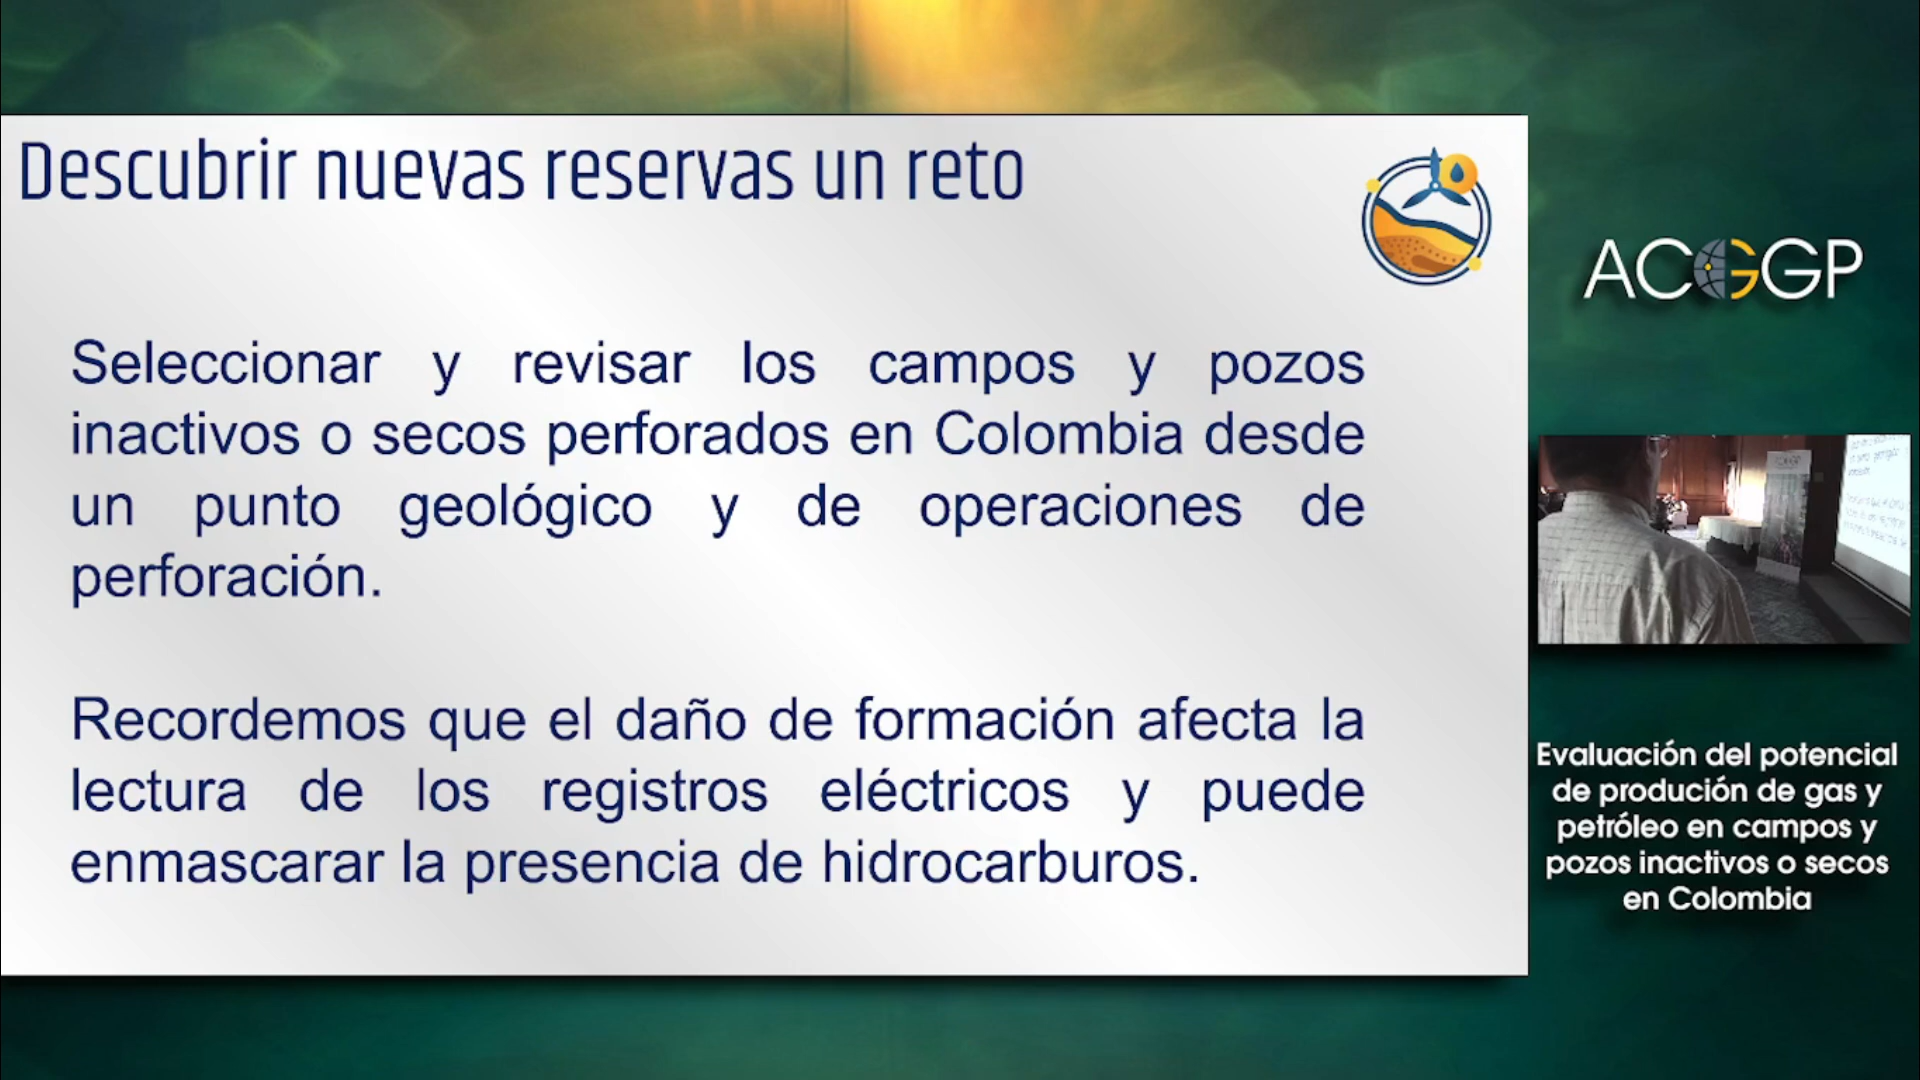 Descubrir nuevas reservas un reto
Seleccionar y revisar los campos y pozos
inactivos o secos perforados en Colombia desde
un punto geológico y de operaciones de
perforación.
Recordemos que el daño de formación afecta la
lectura de los registros eléctricos y puede
enmascarar la presencia de hidrocarburos.
ACGGP
Evaluación del potencial
de produción de gas y
petróleo en campos y
pozos inactivos o secos
en Colombia